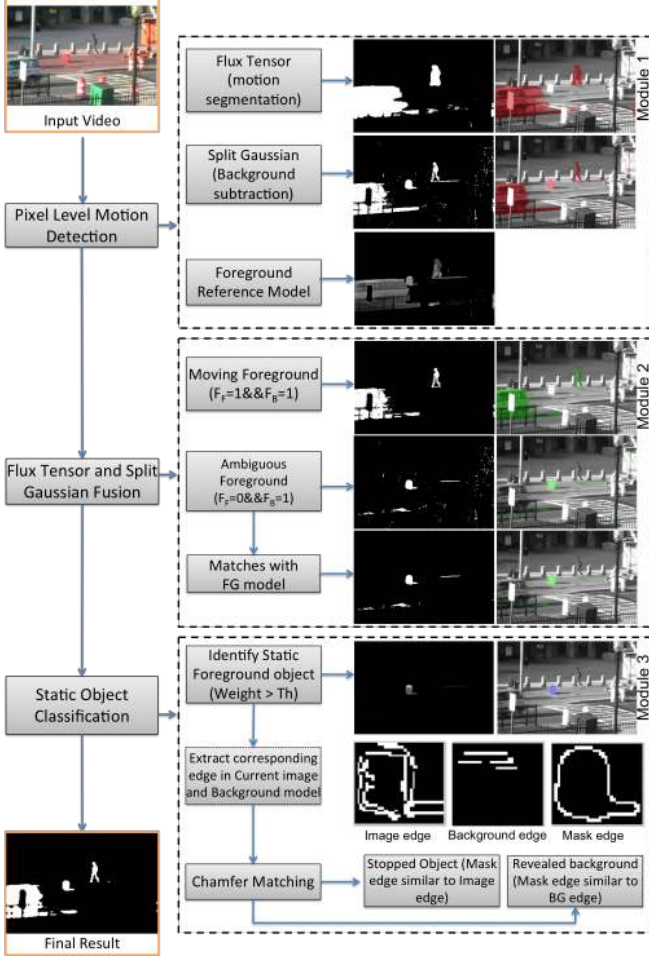 Input Video
Pixel Level Motion
Detection
Flux Tensor and Split
Gaussian Fusion
Static Object
Classification
Final Result
Flux Tensor
(motion
segmentation)
Split Gaussian
(Background
subtraction)
Foreground
Reference Model
Module 1
Moving Foreground
(FF=1&&FB=1)
Ambiguous
Foreground
(FF=0&&FB=1)
Matches with
FG model
Module 2
Identify Static
Foreground object
(Weight > Th)
Extract corresponding
edge in Current image
and Background model
Chamfer Matching
Image edge
Background edge
Mask edge
Stopped Object (Mask
edge similar to Image
edge)
Revealed background
(Mask edge similar to
BG edge)
Module 3